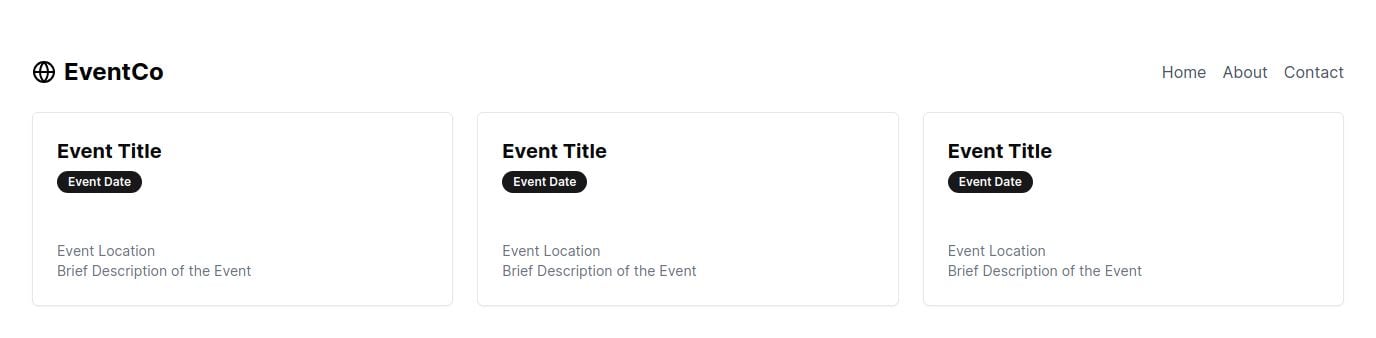 EventCo
Home About Contact
Event Title
Event Date
Event Location
Brief Description of the Event
Event Title
Event Date
Event Location
Brief Description of the Event
Event Title
Event Date
Event Location
Brief Description of the Event